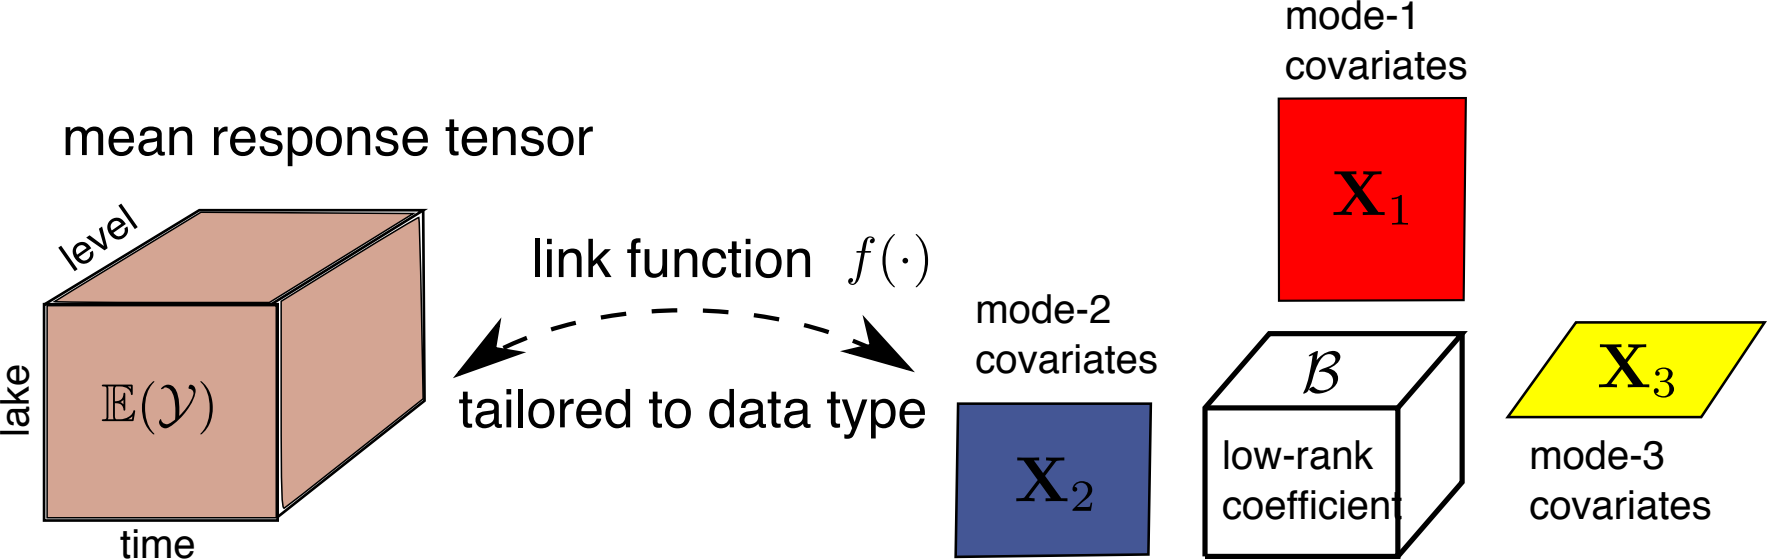 mean response tensor
level
lake
𝔼(𝒴)
time
link function f(·)
tailored to data type
mode-1
covariates
X₁
mode-2
covariates
X₂
ℬ
low-rank
coefficient
X₃
mode-3
covariates